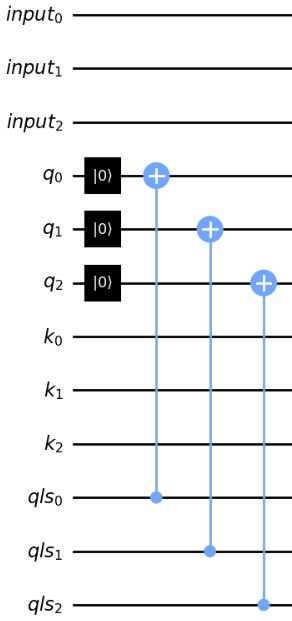 input₀
input₁
input₂
q₀ |0⟩
q₁ |0⟩
q₂ |0⟩
k₀
k₁
k₂
qls₀
qls₁
qls₂